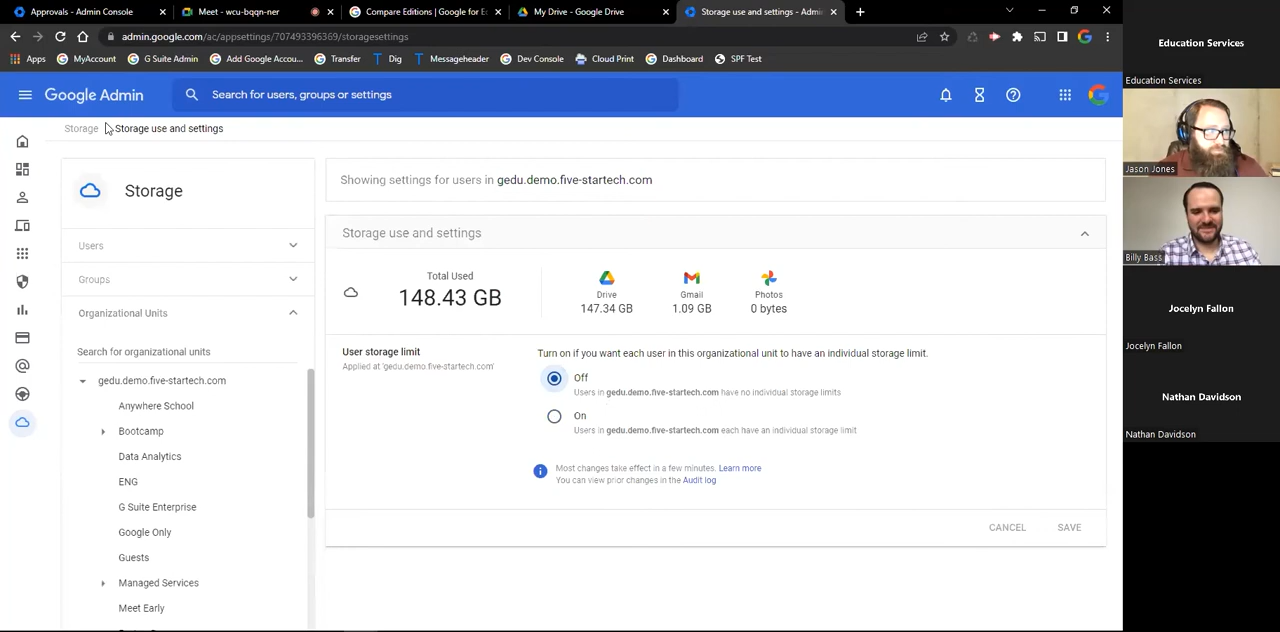 Approvals - Admin Console
Meet - wcu-bqqn-ner
Compare Editions | Google for E
My Drive - Google Drive
Storage use and settings - Admi
admin.google.com/ac/appsettings/707493396369/storagesettings
Apps MyAccount G Suite Admin Add Google Accou... Transfer Dig Messageheader Dev Console Cloud Print Dashboard SPF Test
Google Admin
Search for users, groups or settings
Storage Storage use and settings
Storage
Users
Groups
Organizational Units
Search for organizational units
gedu.demo.five-startech.com
Anywhere School
Bootcamp
Data Analytics
ENG
G Suite Enterprise
Google Only
Guests
Managed Services
Meet Early
Showing settings for users in gedu.demo.five-startech.com
Storage use and settings
Total Used
148.43 GB
Drive
147.34 GB
Gmail
1.09 GB
Photos
0 bytes
User storage limit
Applied at 'gedu.demo.five-startech.com'
Turn on if you want each user in this organizational unit to have an individual storage limit.
Off
Users in gedu.demo.five-startech.com have no individual storage limits
On
Users in gedu.demo.five-startech.com each have an individual storage limit
Most changes take effect in a few minutes. Learn more
You can view prior changes in the Audit log
CANCEL SAVE
Education Services
Education Services
Jason Jones
Billy Bass
Jocelyn Fallon
Jocelyn Fallon
Nathan Davidson
Nathan Davidson